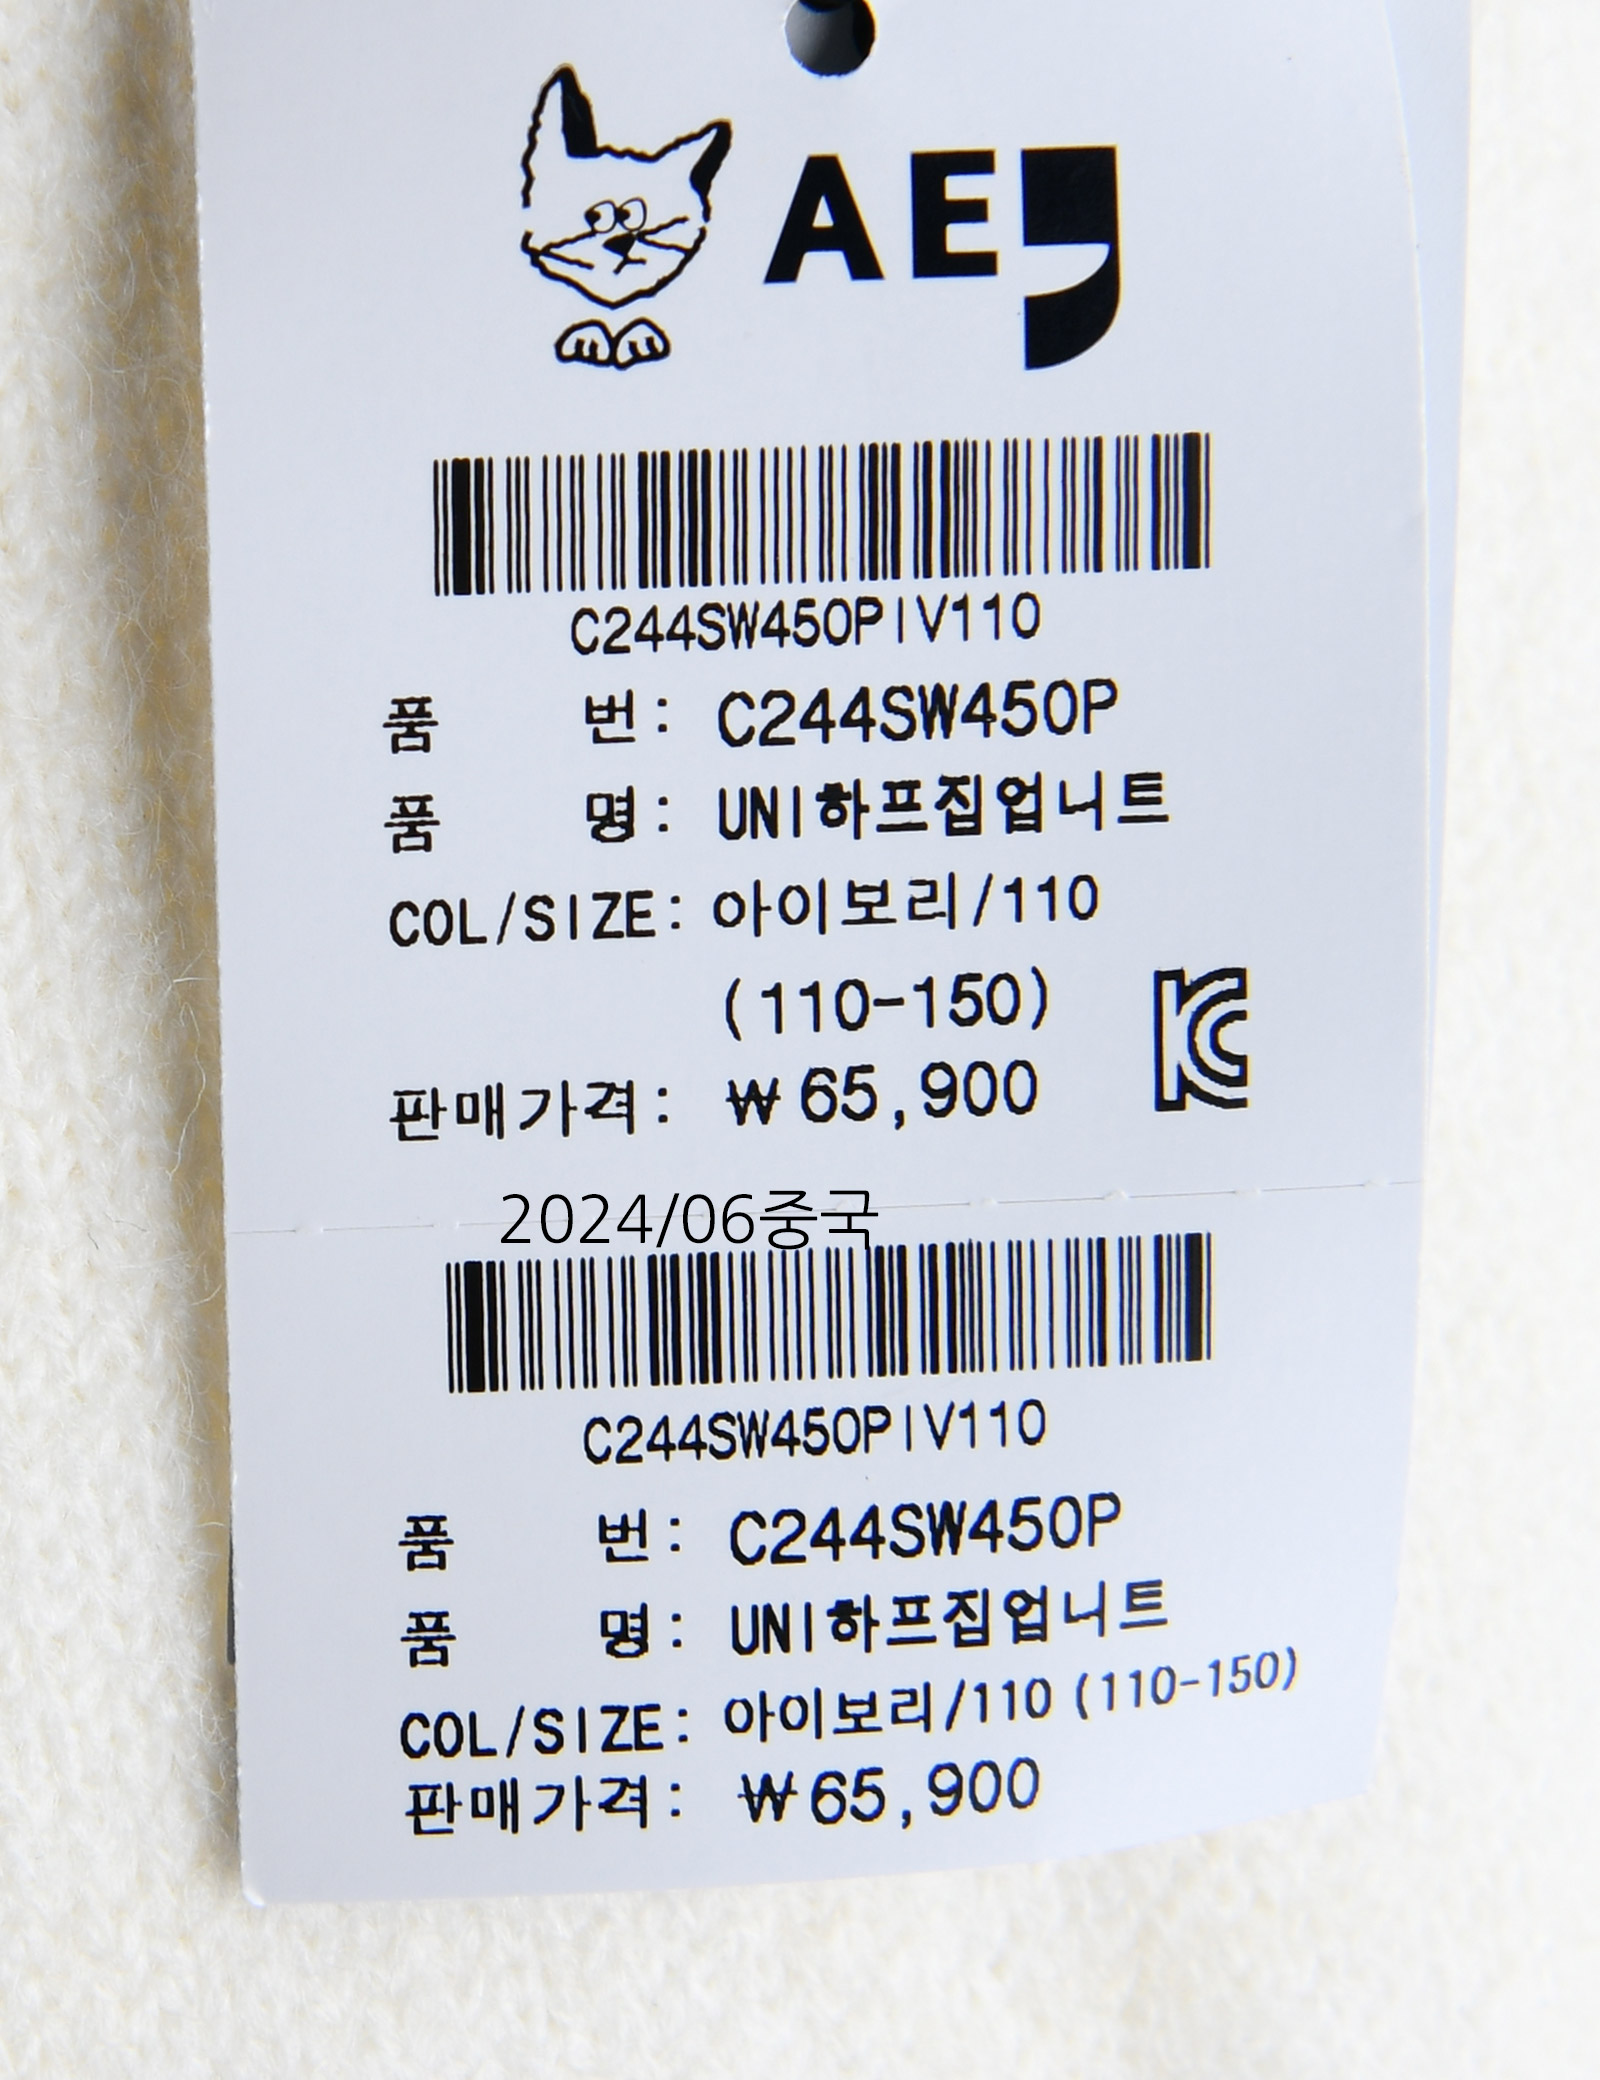 AE
C244SW450PIV110
품 번: C244SW450P
품 명: UNI하프집업니트
COL/SIZE: 아이보리/110
(110-150)
판매가격: ₩65,900
2024/06중국
C244SW450PIV110
품 번: C244SW450P
품 명: UNI하프집업니트
COL/SIZE: 아이보리/110 (110-150)
판매가격: ₩65,900